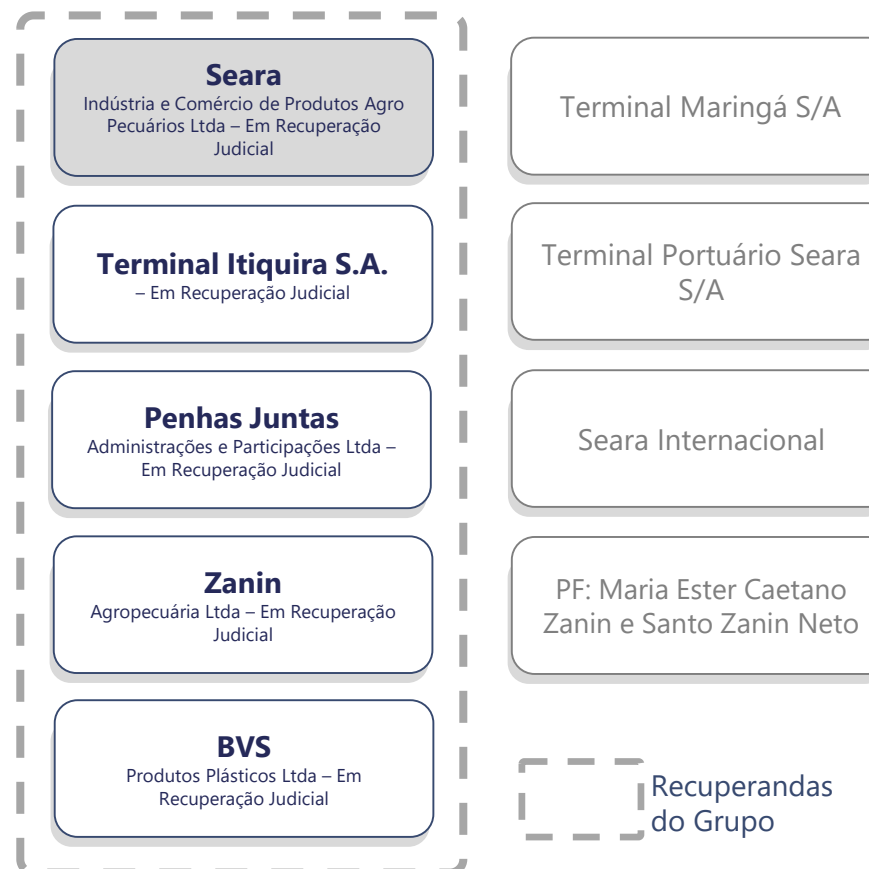 Seara
Indústria e Comércio de Produtos Agro
Pecuários Ltda – Em Recuperação
Judicial
Terminal Itiquira S.A.
– Em Recuperação Judicial
Penhas Juntas
Administrações e Participações Ltda –
Em Recuperação Judicial
Zanin
Agropecuária Ltda – Em Recuperação
Judicial
BVS
Produtos Plásticos Ltda – Em
Recuperação Judicial
Terminal Maringá S/A
Terminal Portuário Seara
S/A
Seara Internacional
PF: Maria Ester Caetano
Zanin e Santo Zanin Neto
Recuperandas
do Grupo